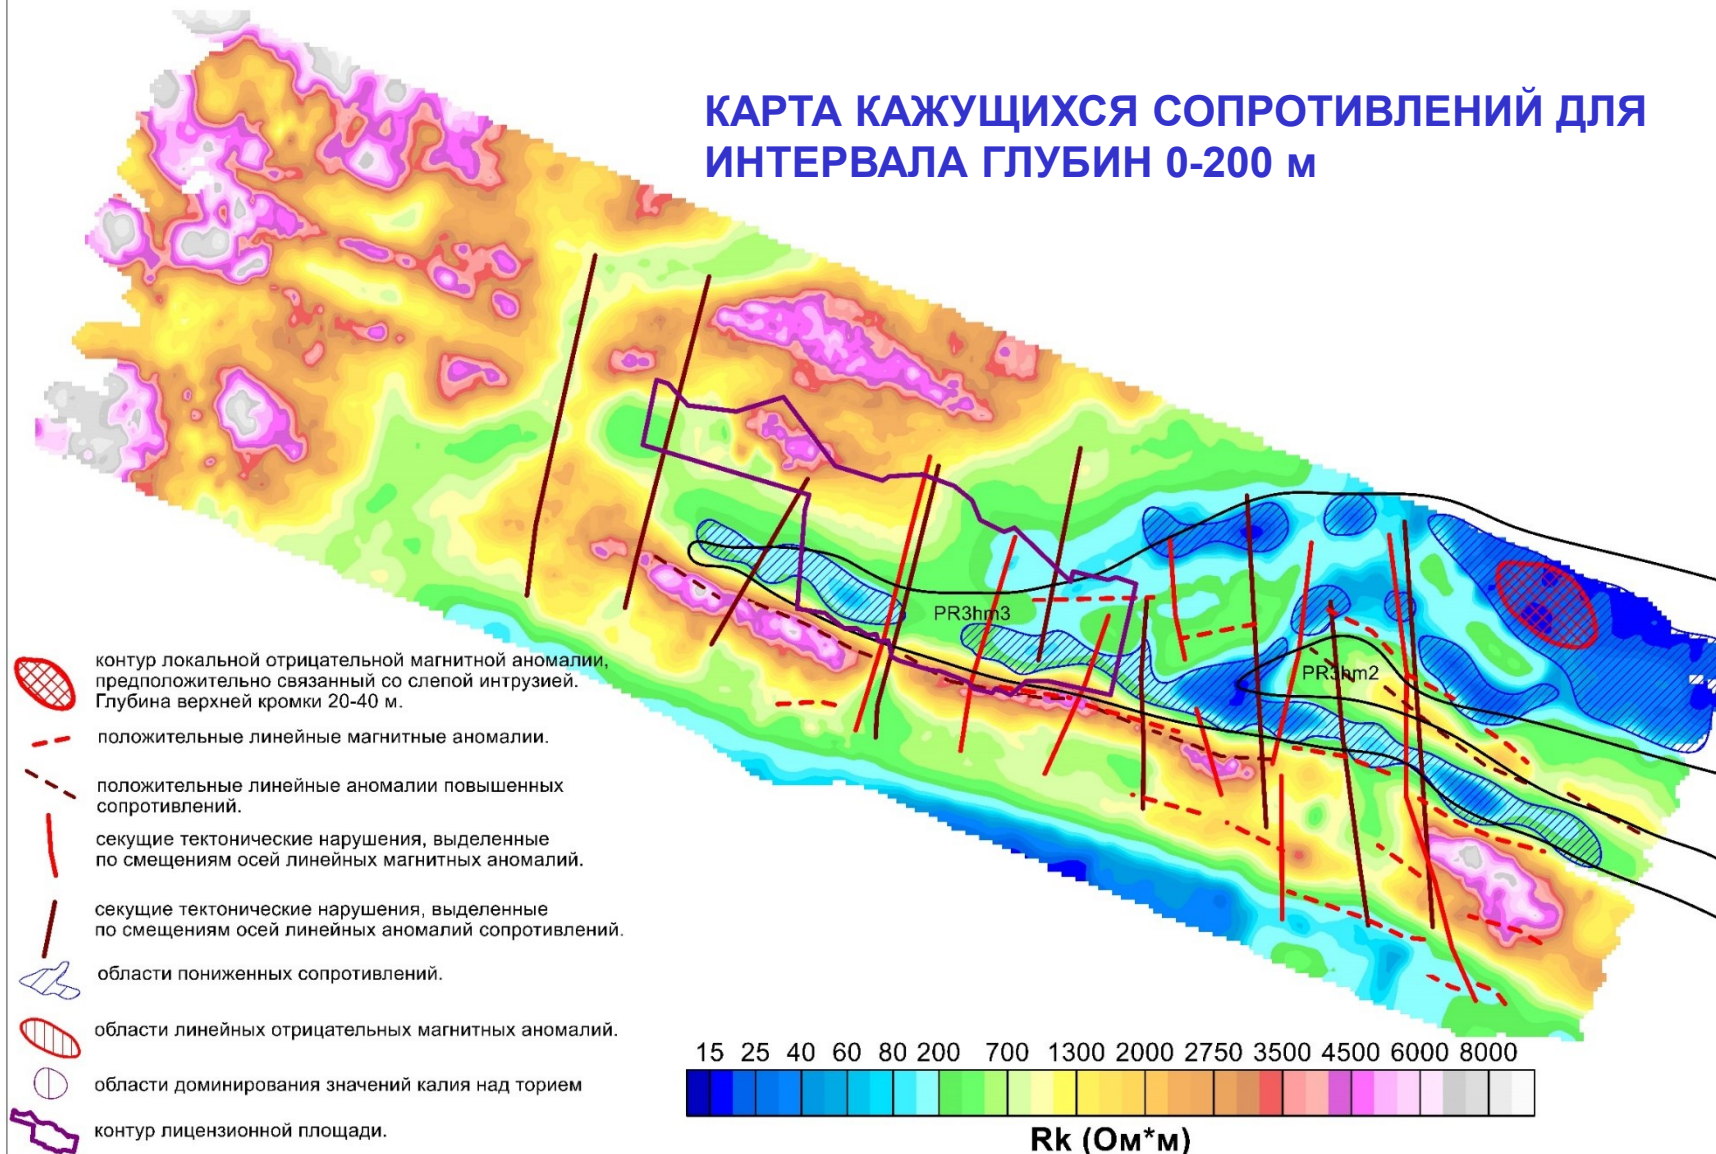 КАРТА КАЖУЩИХСЯ СОПРОТИВЛЕНИЙ ДЛЯ
ИНТЕРВАЛА ГЛУБИН 0-200 м
PR3hm3
PR3hm2
контур локальной отрицательной магнитной аномалии,
предположительно связанный со слепой интрузией.
Глубина верхней кромки 20-40 м.
положительные линейные магнитные аномалии.
положительные линейные аномалии повышенных
сопротивлений.
секущие тектонические нарушения, выделенные
по смещениям осей линейных магнитных аномалий.
секущие тектонические нарушения, выделенные
по смещениям осей линейных аномалий сопротивлений.
области пониженных сопротивлений.
области линейных отрицательных магнитных аномалий.
области доминирования значений калия над торием
контур лицензионной площади.
15 25 40 60 80 200 700 1300 2000 2750 3500 4500 6000 8000
Rk (Ом*м)